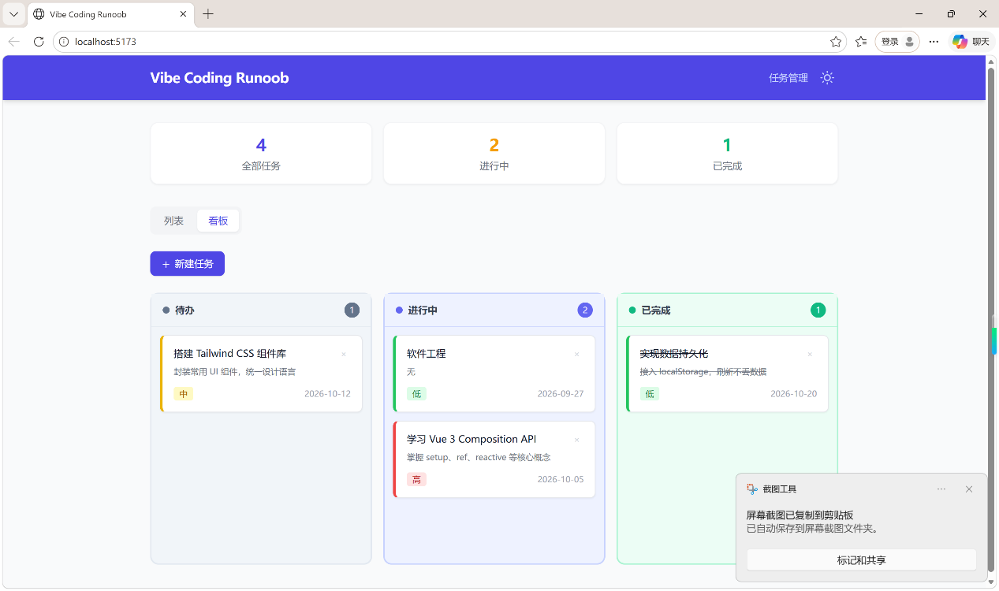 Vibe Coding Runoob
localhost:5173
登录
聊天
Vibe Coding Runoob
任务管理
4
全部任务
2
进行中
1
已完成
列表
看板
+ 新建任务
待办
1
搭建 Tailwind CSS 组件库
×
封装常用 UI 组件，统一设计语言
中
2026-10-12
进行中
2
软件工程
×
无
低
2026-09-27
学习 Vue 3 Composition API
×
掌握 setup、ref、reactive 等核心概念
高
2026-10-05
已完成
1
实现数据持久化
×
接入 localStorage，刷新不丢数据
低
2026-10-20
截图工具
屏幕截图已复制到剪贴板
已自动保存到屏幕截图文件夹。
标记和共享